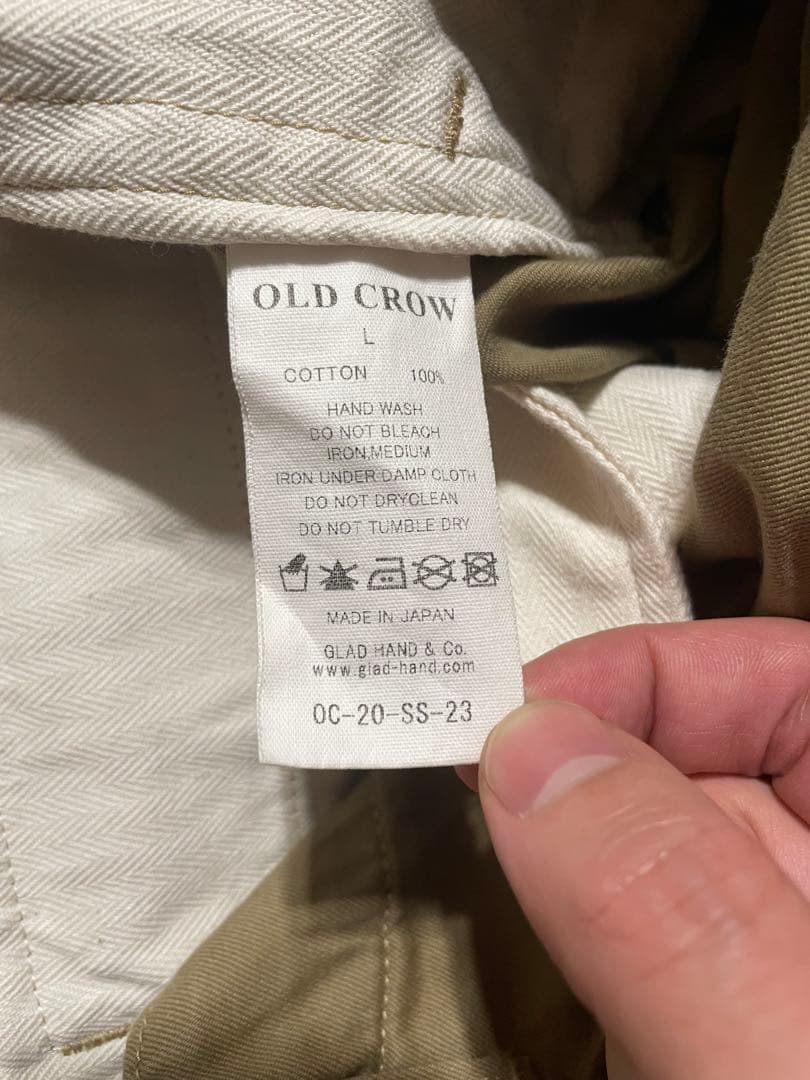 OLD CROW
L
COTTON 100%
HAND WASH
DO NOT BLEACH
IRON,MEDIUM
IRON UNDER DAMP CLOTH
DO NOT DRYCLEAN
DO NOT TUMBLE DRY
MADE IN JAPAN
GLAD HAND & Co.
www.glad-hand.com
OC-20-SS-23